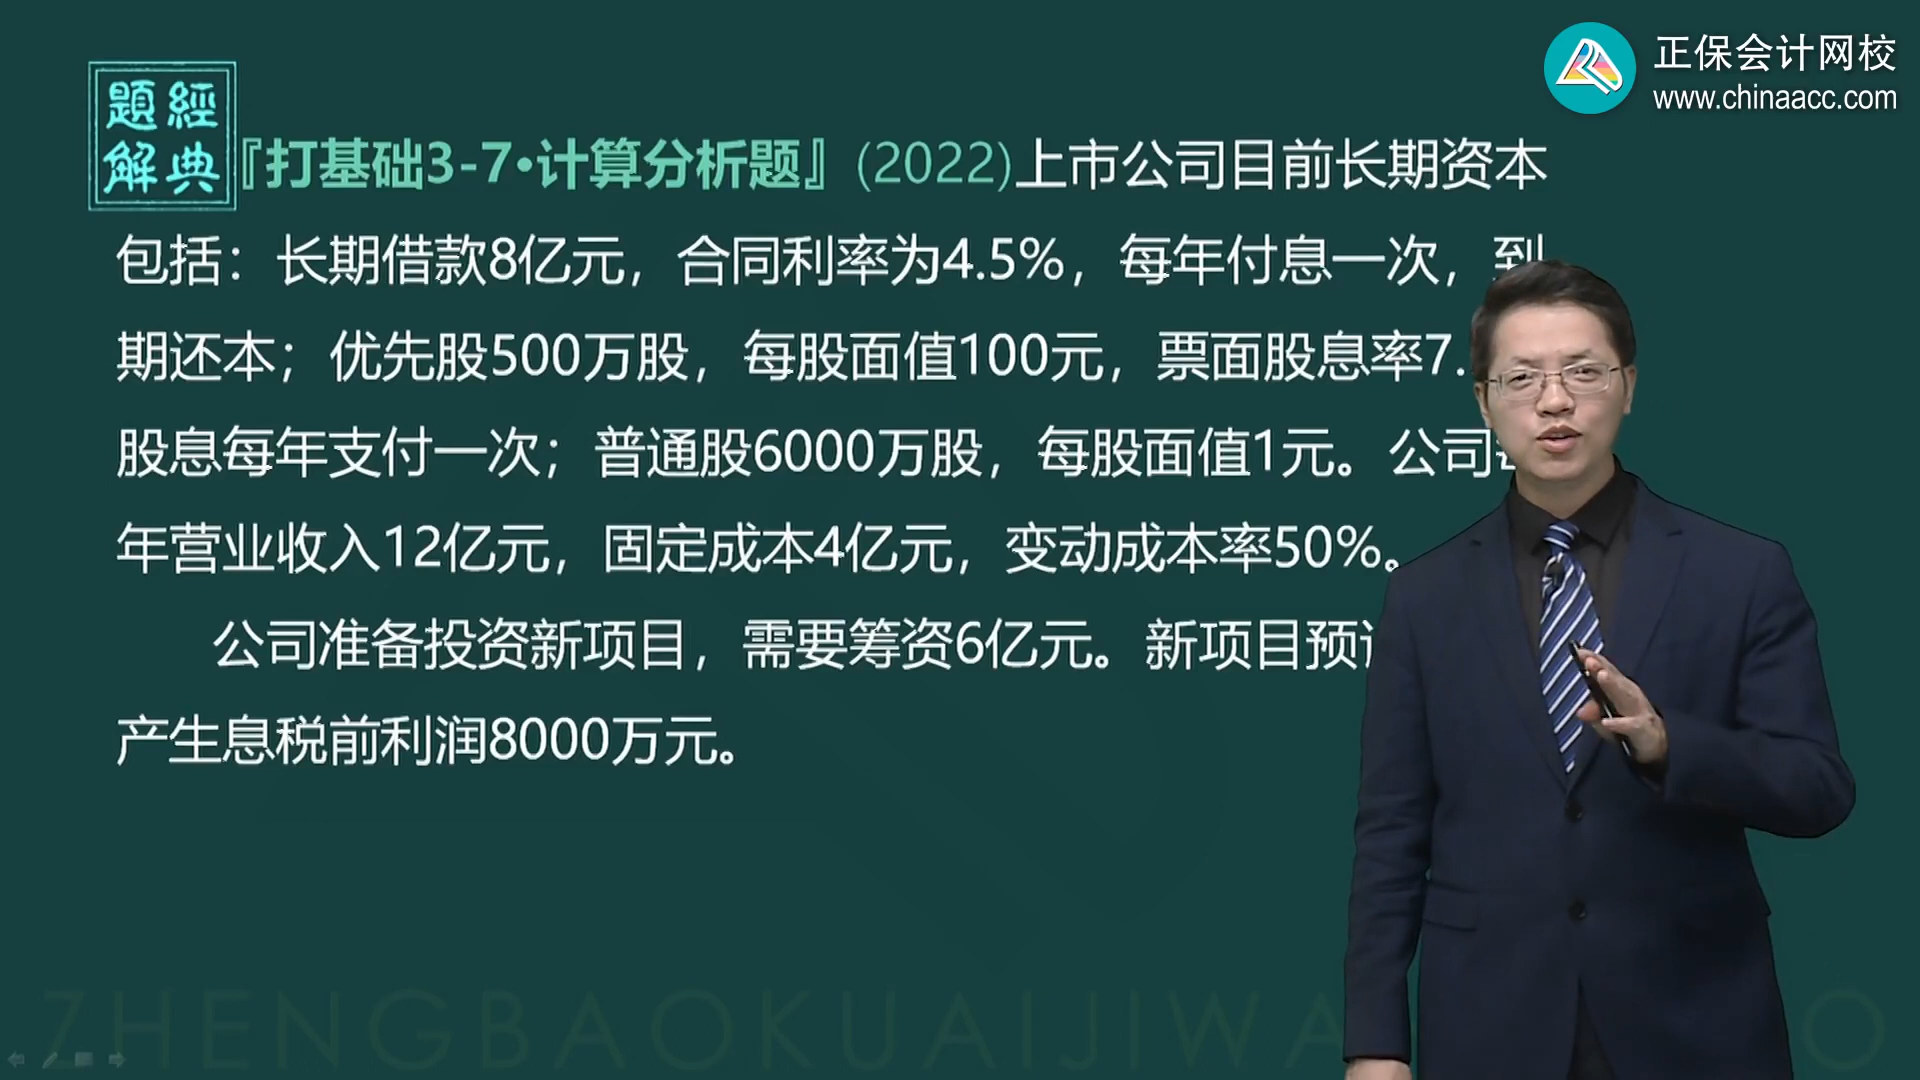 正保会计网校
www.chinaacc.com
經典題解
『打基础3-7•计算分析题』(2022)上市公司目前长期资本
包括：长期借款8亿元，合同利率为4.5%，每年付息一次，到
期还本；优先股500万股，每股面值100元，票面股息率7.
股息每年支付一次；普通股6000万股，每股面值1元。公司
年营业收入12亿元，固定成本4亿元，变动成本率50%。
公司准备投资新项目，需要筹资6亿元。新项目预
产生息税前利润8000万元。
ZHENGBAOKUAIJIWA